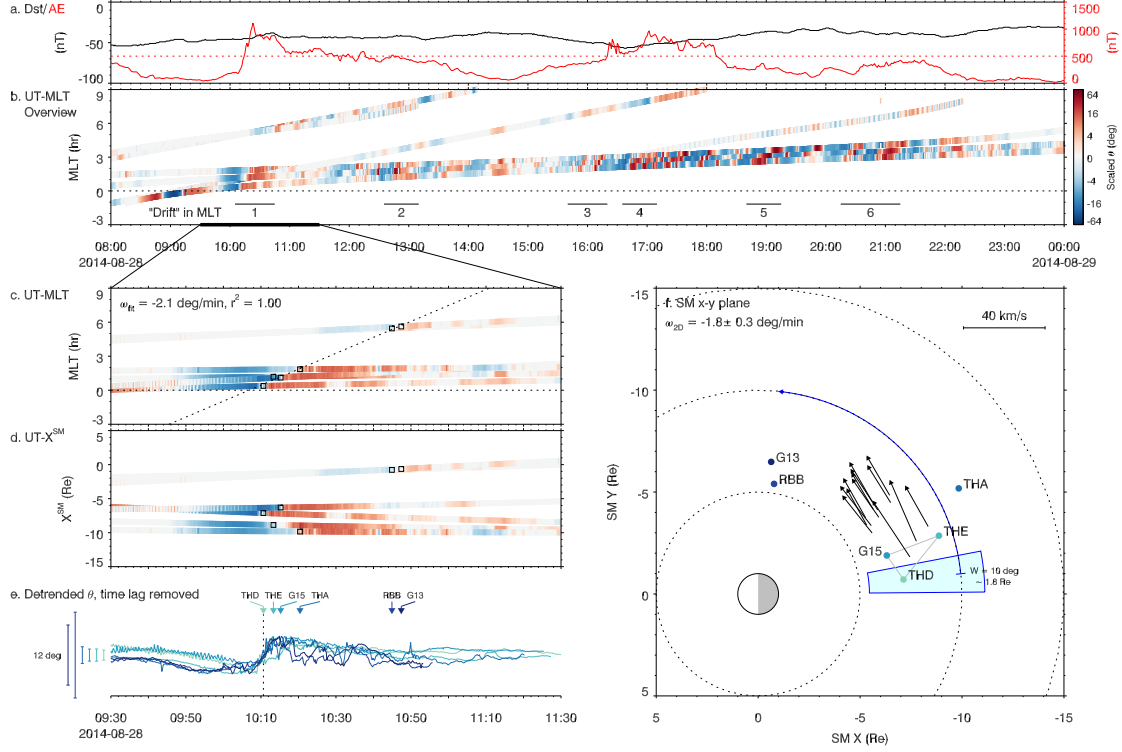 a. Dst/AE
(nT)
0
-50
-100
1500
1000
500
0
(nT)
b. UT-MLT
Overview
MLT (hr)
9
6
3
0
-3
"Drift" in MLT
1
2
3
4
5
6
64
16
4
0
-4
-16
-64
Scaled θ (deg)
08:00 09:00 10:00 11:00 12:00 13:00 14:00 15:00 16:00 17:00 18:00 19:00 20:00 21:00 22:00 23:00 00:00
2014-08-28
2014-08-29
c. UT-MLT
ωfit = -2.1 deg/min, r² = 1.00
MLT (hr)
9
6
3
0
-3
d. UT-XSM
XSM (Re)
5
0
-5
-10
-15
e. Detrended θ, time lag removed
THD THE G15 THA RBB G13
12 deg
09:30 09:50 10:10 10:30 10:50 11:10 11:30
2014-08-28
f. SM x-y plane
ω2D = -1.8± 0.3 deg/min
40 km/s
-15
-10
-5
0
5
SM Y (Re)
G13
RBB
THA
THE
G15
THD
W = 10 deg
~ 1.8 Re
5 0 -5 -10 -15
SM X (Re)